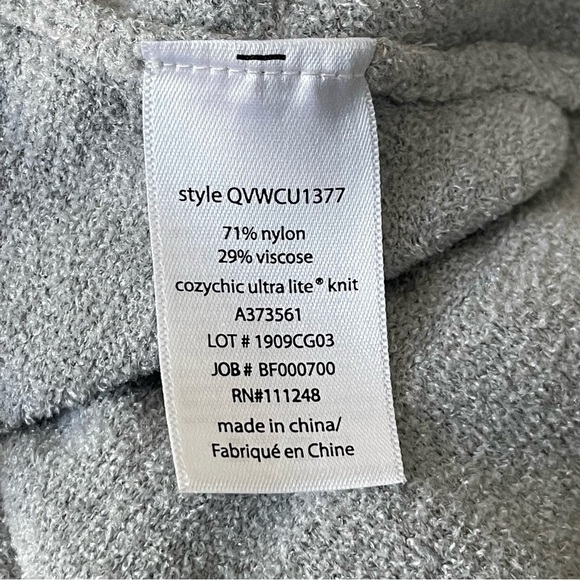 style QVWCU1377
71% nylon
29% viscose
cozychic ultra lite® knit
A373561
LOT # 1909CG03
JOB # BF000700
RN#111248
made in china/
Fabriqué en Chine